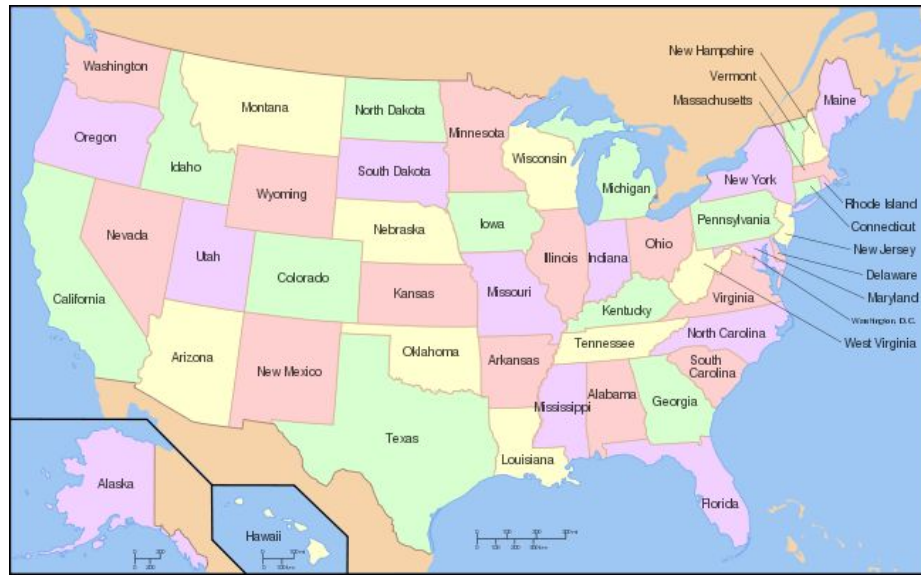 New Hampshire
Washington
Vermont
Massachusetts
Maine
Montana
North Dakota
Minnesota
Oregon
Idaho
Wisconsin
South Dakota
Michigan
New York
Wyoming
Rhode Island
Pennsylvania
Connecticut
Nebraska
Iowa
Nevada
Ohio
New Jersey
Utah
Illinois
Indiana
Delaware
Colorado
California
Kansas
Missouri
Virginia
Maryland
Kentucky
Washington, D.C.
North Carolina
West Virginia
Tennessee
Arizona
Oklahoma
Arkansas
New Mexico
South
Carolina
Mississippi
Alabama
Georgia
Texas
Louisiana
Alaska
Florida
Hawaii